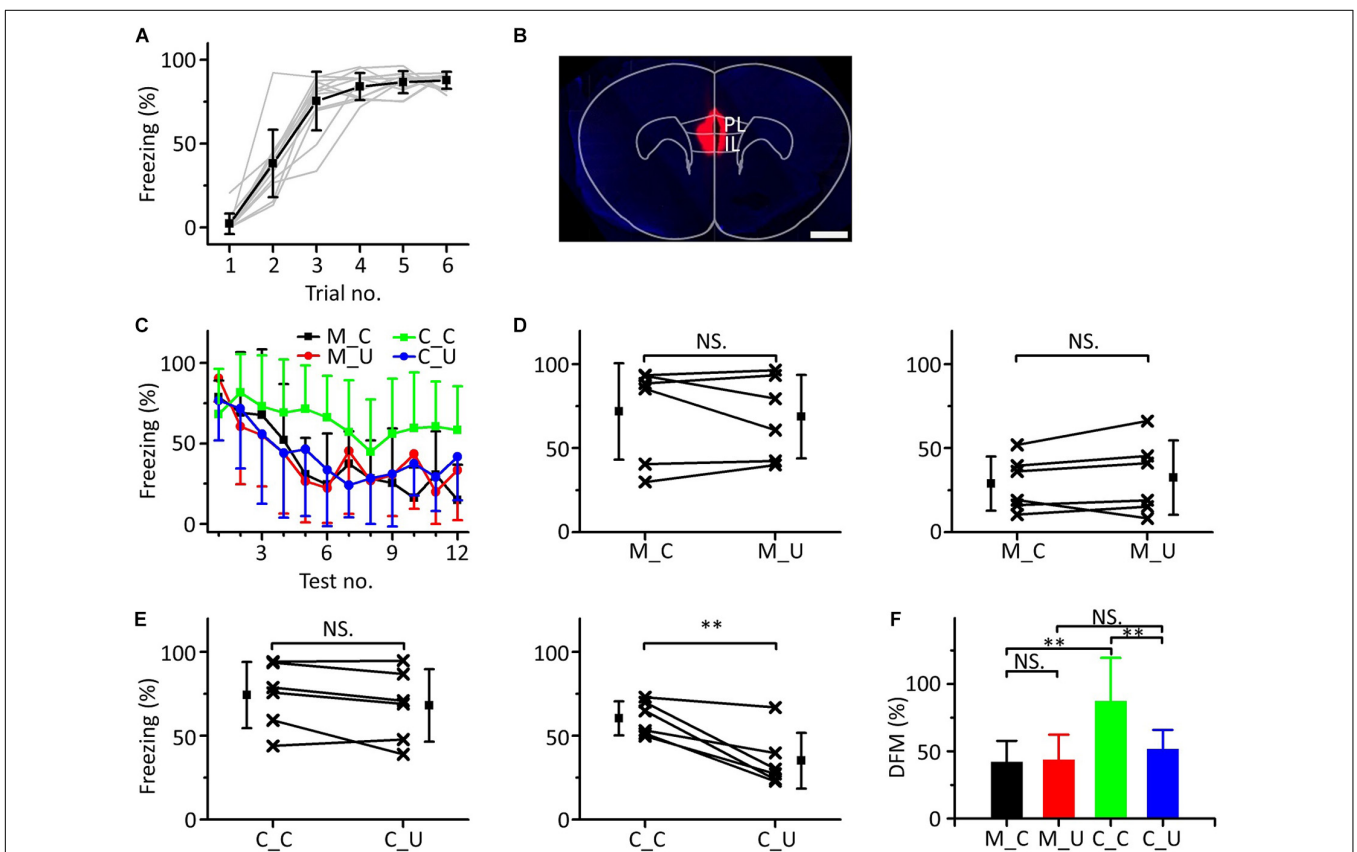 A
100
50
0
Freezing (%)
1 2 3 4 5 6
Trial no.
B
PL
IL
C
M_C C_C
M_U C_U
100
50
0
Freezing (%)
3 6 9 12
Test no.
D
NS.
100
50
0
M_C M_U
NS.
100
50
0
M_C M_U
E
NS.
100
50
0
Freezing (%)
C_C C_U
**
100
50
0
C_C C_U
F
NS.
** **
NS.
100
50
0
DFM (%)
M_C M_U C_C C_U